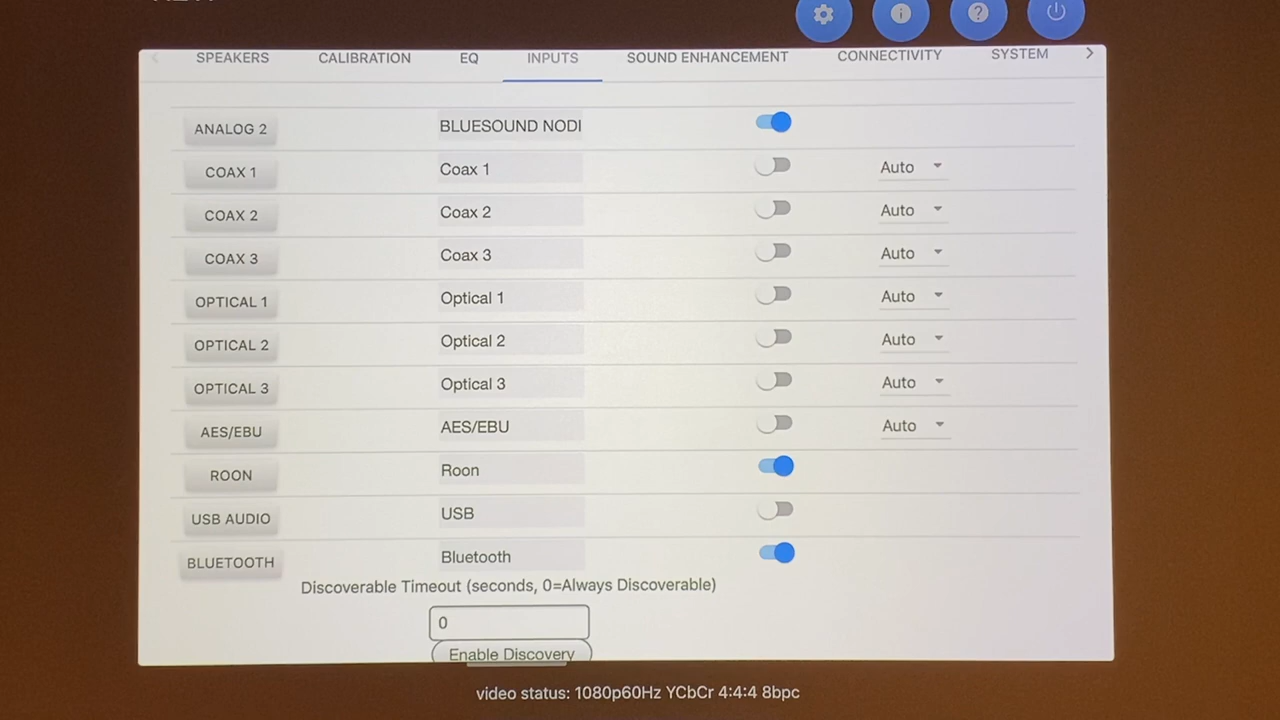 SPEAKERS CALIBRATION EQ INPUTS SOUND ENHANCEMENT CONNECTIVITY SYSTEM
ANALOG 2 BLUESOUND NODI
COAX 1 Coax 1 Auto
COAX 2 Coax 2 Auto
COAX 3 Coax 3 Auto
OPTICAL 1 Optical 1 Auto
OPTICAL 2 Optical 2 Auto
OPTICAL 3 Optical 3 Auto
AES/EBU AES/EBU Auto
ROON Roon
USB AUDIO USB
BLUETOOTH Bluetooth
Discoverable Timeout (seconds, 0=Always Discoverable)
0
Enable Discovery
video status: 1080p60Hz YCbCr 4:4:4 8bpc